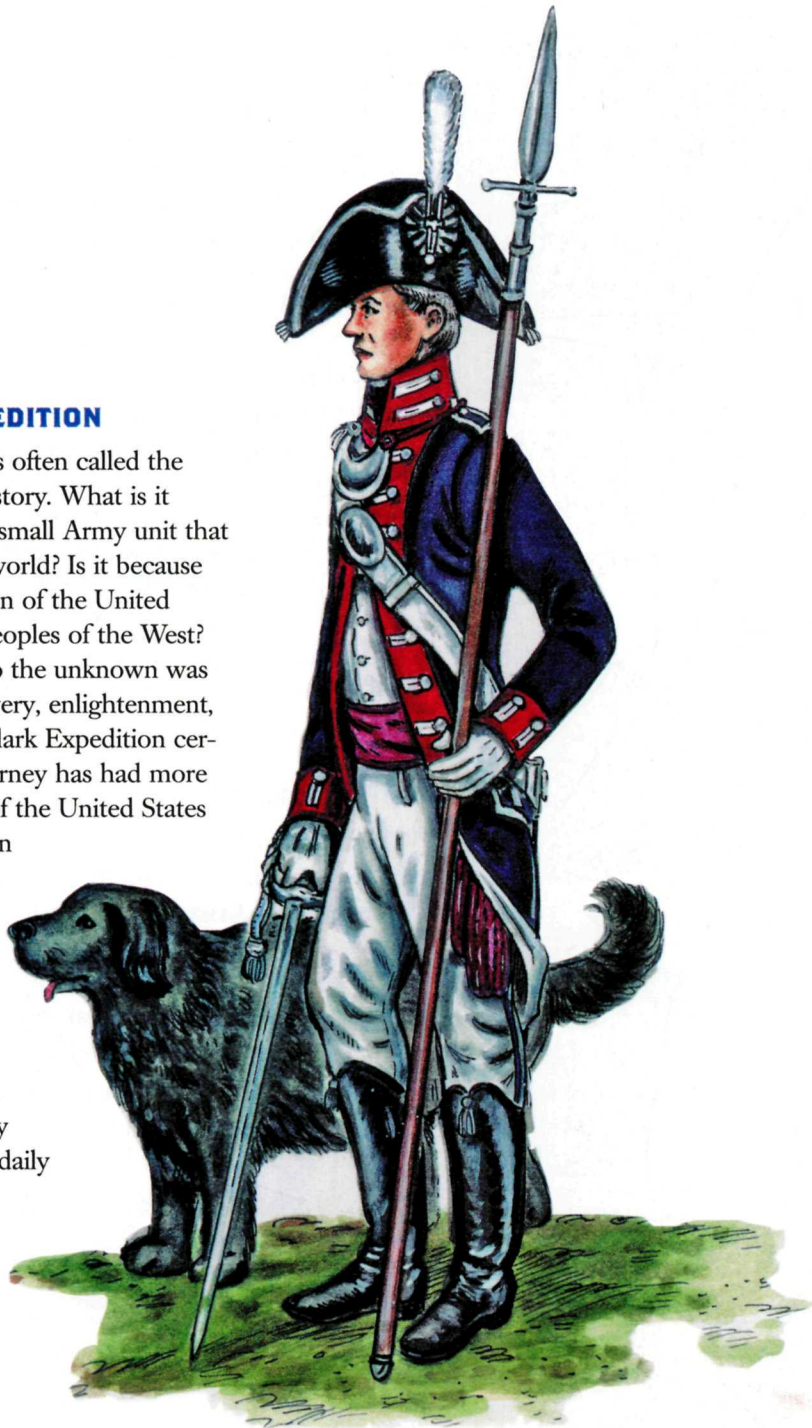 EDITION
s often called the
story. What is it
small Army unit that
world? Is it because
n of the United
eoples of the West?
o the unknown was
very, enlightenment,
lark Expedition cer-
rney has had more
f the United States
n
y
daily